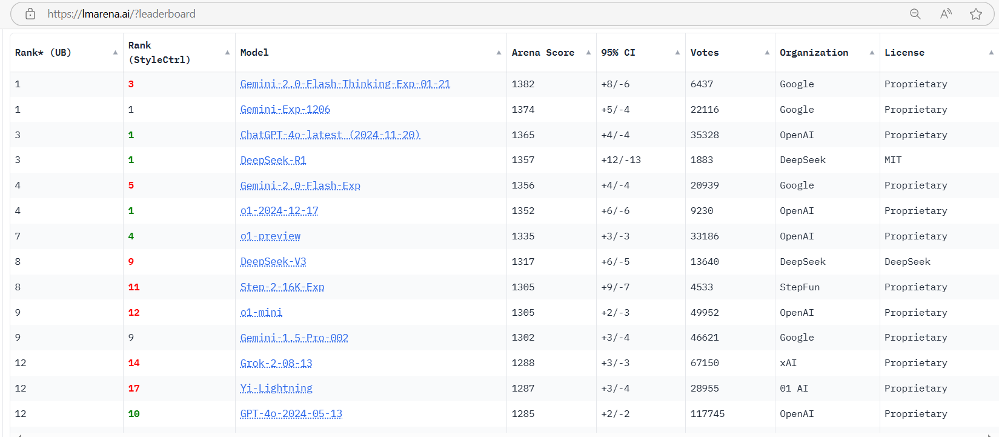 https://lmarena.ai/?leaderboard
Rank* (UB) Rank (StyleCtrl) Model Arena Score 95% CI Votes Organization License
1 3 Gemini-2.0-Flash-Thinking-Exp-01-21 1382 +8/-6 6437 Google Proprietary
1 1 Gemini-Exp-1206 1374 +5/-4 22116 Google Proprietary
3 1 ChatGPT-4o-latest (2024-11-20) 1365 +4/-4 35328 OpenAI Proprietary
3 1 DeepSeek-R1 1357 +12/-13 1883 DeepSeek MIT
4 5 Gemini-2.0-Flash-Exp 1356 +4/-4 20939 Google Proprietary
4 1 o1-2024-12-17 1352 +6/-6 9230 OpenAI Proprietary
7 4 o1-preview 1335 +3/-3 33186 OpenAI Proprietary
8 9 DeepSeek-V3 1317 +6/-5 13640 DeepSeek DeepSeek
8 11 Step-2-16K-Exp 1305 +9/-7 4533 StepFun Proprietary
9 12 o1-mini 1305 +2/-3 49952 OpenAI Proprietary
9 9 Gemini-1.5-Pro-002 1302 +3/-4 46621 Google Proprietary
12 14 Grok-2-08-13 1288 +3/-3 67150 xAI Proprietary
12 17 Yi-Lightning 1287 +3/-4 28955 01 AI Proprietary
12 10 GPT-4o-2024-05-13 1285 +2/-2 117745 OpenAI Proprietary